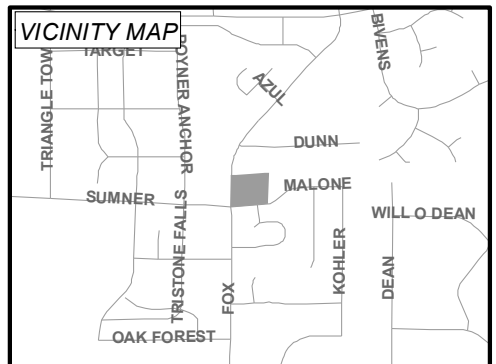 VICINITY MAP
TARGET
TRIANGLE TOW
POYNER ANCHOR
BIVENS
AZUL
DUNN
MALONE
SUMNER
WILL O DEAN
TRISTONE FALLS
FOX
KOHLER
DEAN
OAK FOREST